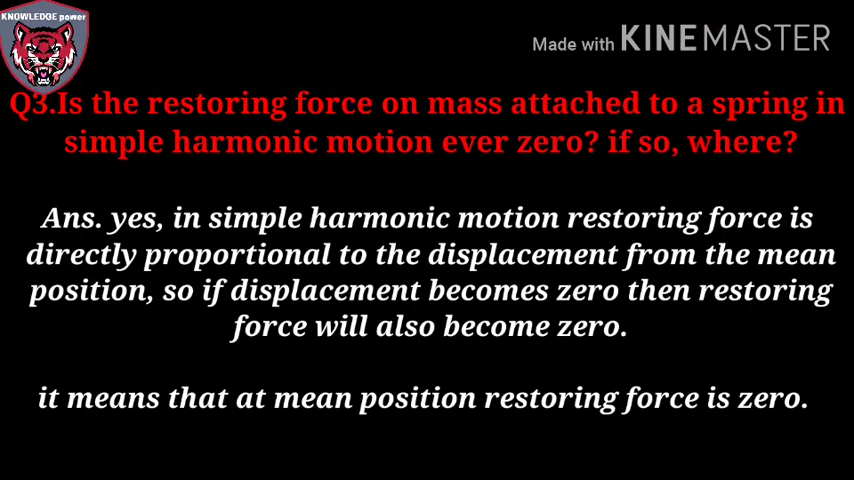 KNOWLEDGE power
Made with KINEMASTER
Q3.Is the restoring force on mass attached to a spring in
simple harmonic motion ever zero? if so, where?
Ans. yes, in simple harmonic motion restoring force is
directly proportional to the displacement from the mean
position, so if displacement becomes zero then restoring
force will also become zero.
it means that at mean position restoring force is zero.